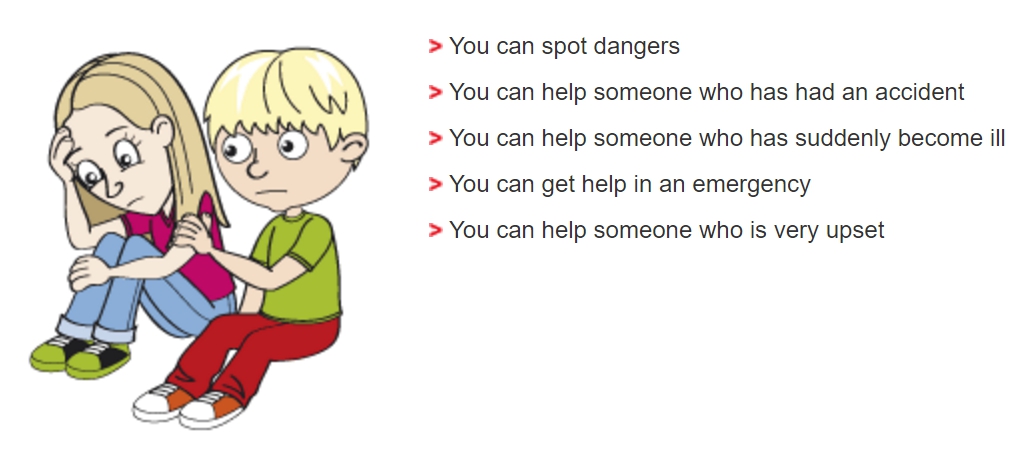 > You can spot dangers
> You can help someone who has had an accident
> You can help someone who has suddenly become ill
> You can get help in an emergency
> You can help someone who is very upset